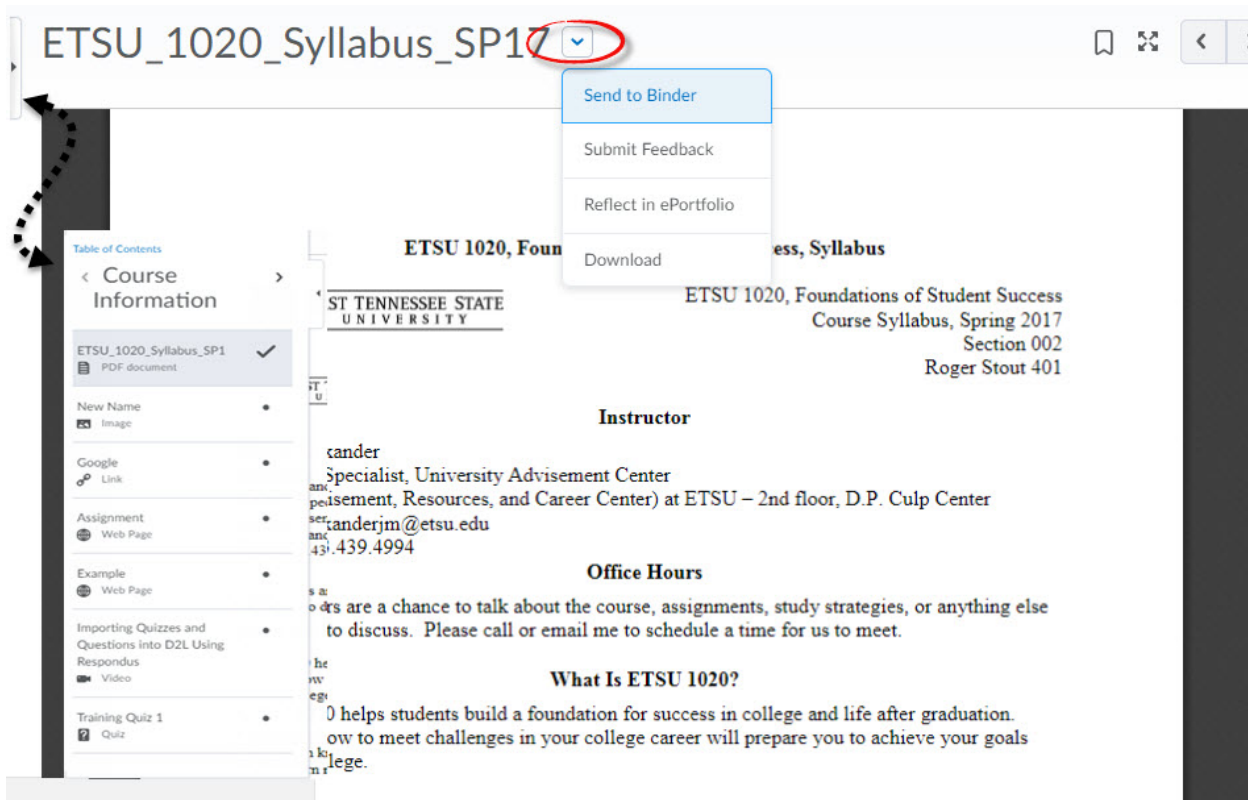 ETSU_1020_Syllabus_SP17
Send to Binder
Submit Feedback
Reflect in ePortfolio
Download
Table of Contents
Course
Information
ETSU_1020_Syllabus_SP1
PDF document
New Name
Image
Google
Link
Assignment
Web Page
Example
Web Page
Importing Quizzes and
Questions into D2L Using
Respondus
Video
Training Quiz 1
Quiz
ETSU 1020, Foun ess, Syllabus
ST TENNESSEE STATE
UNIVERSITY
ETSU 1020, Foundations of Student Success
Course Syllabus, Spring 2017
Section 002
Roger Stout 401
Instructor
xander
Specialist, University Advisement Center
isement, Resources, and Career Center) at ETSU – 2nd floor, D.P. Culp Center
anderjm@etsu.edu
.439.4994
Office Hours
rs are a chance to talk about the course, assignments, study strategies, or anything else
to discuss. Please call or email me to schedule a time for us to meet.
What Is ETSU 1020?
0 helps students build a foundation for success in college and life after graduation.
ow to meet challenges in your college career will prepare you to achieve your goals
lege.